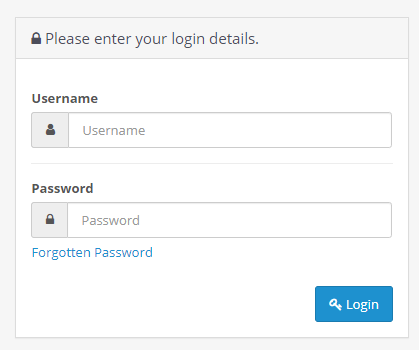 Please enter your login details.
Username
Username
Password
Password
Forgotten Password
Login